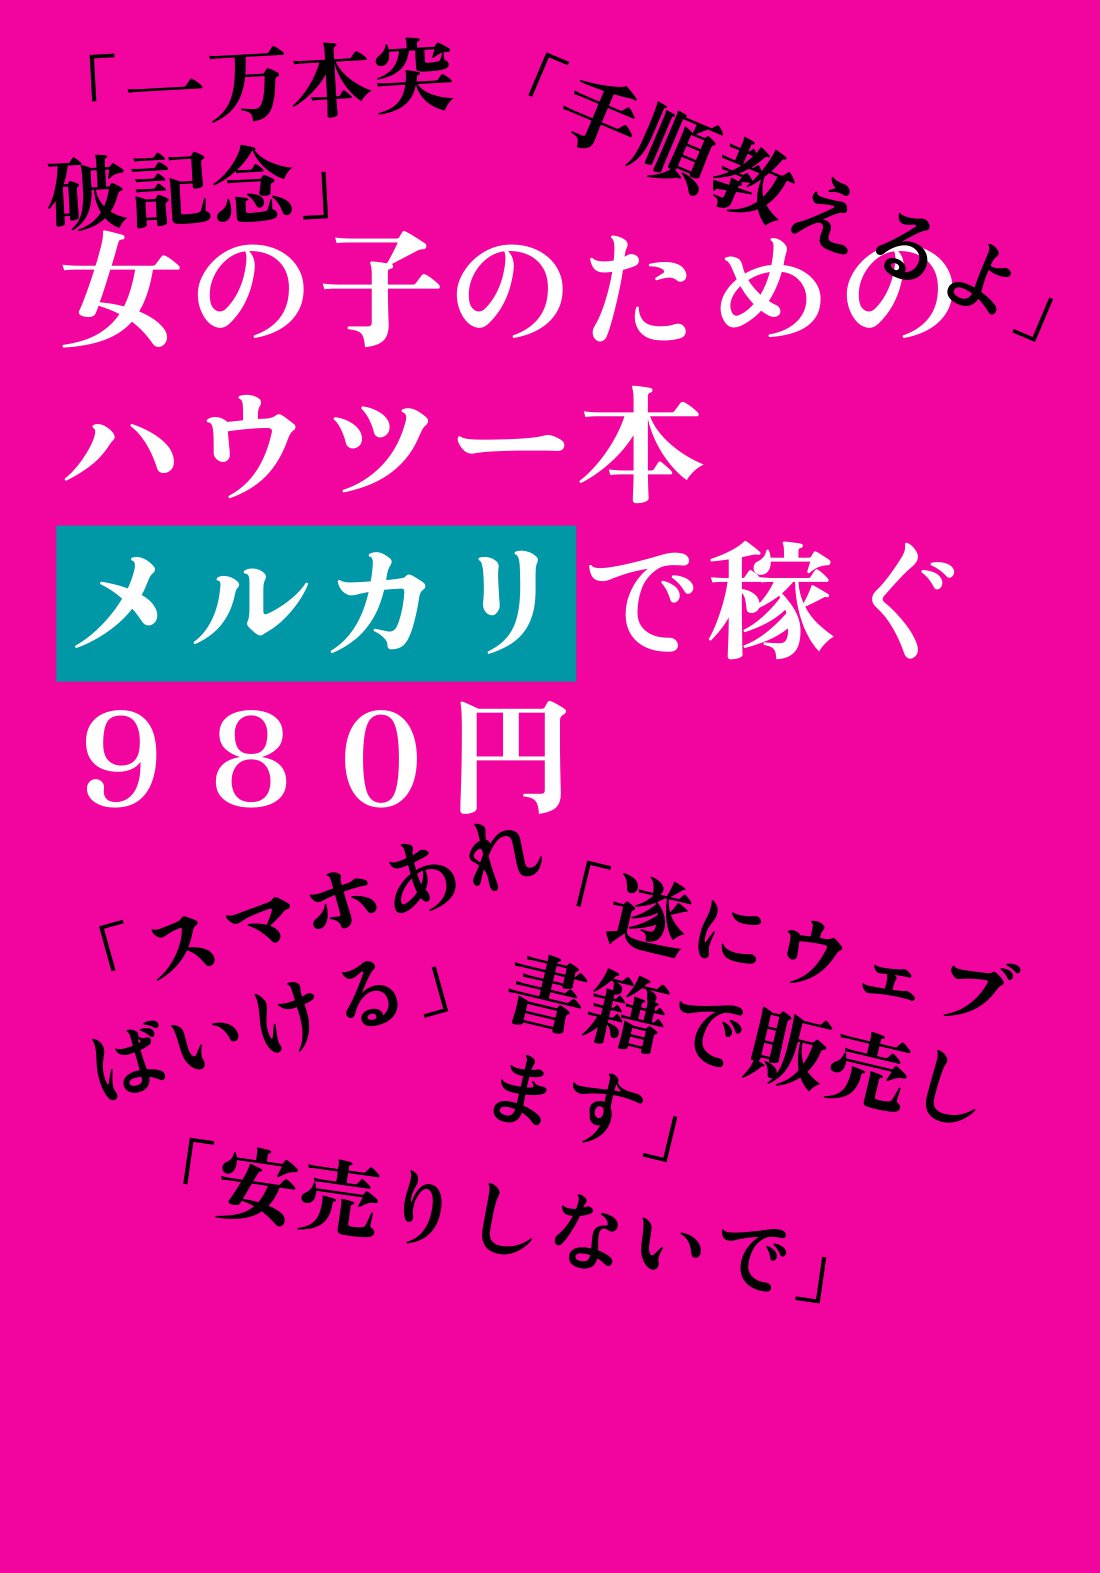 「一万本突
破記念」
「手順教えるよ」
女の子のための
ハウツー本
メルカリで稼ぐ
９８０円
「スマホあれ
ばいける」
「遂にウェブ
書籍で販売し
ます」
「安売りしないで」